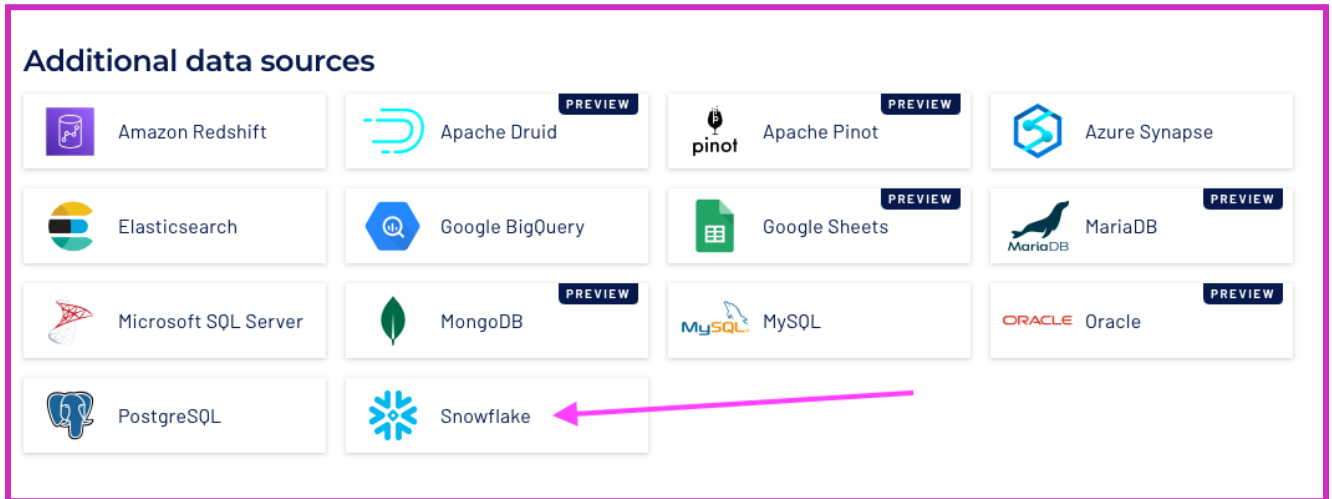 Additional data sources
PREVIEW
PREVIEW
Amazon Redshift
Apache Druid
pinot
Apache Pinot
Azure Synapse
PREVIEW
PREVIEW
Elasticsearch
Google BigQuery
Google Sheets
MariaDB
MariaDB
PREVIEW
PREVIEW
Microsoft SQL Server
MongoDB
MySQL
MySQL
ORACLE
Oracle
PostgreSQL
Snowflake